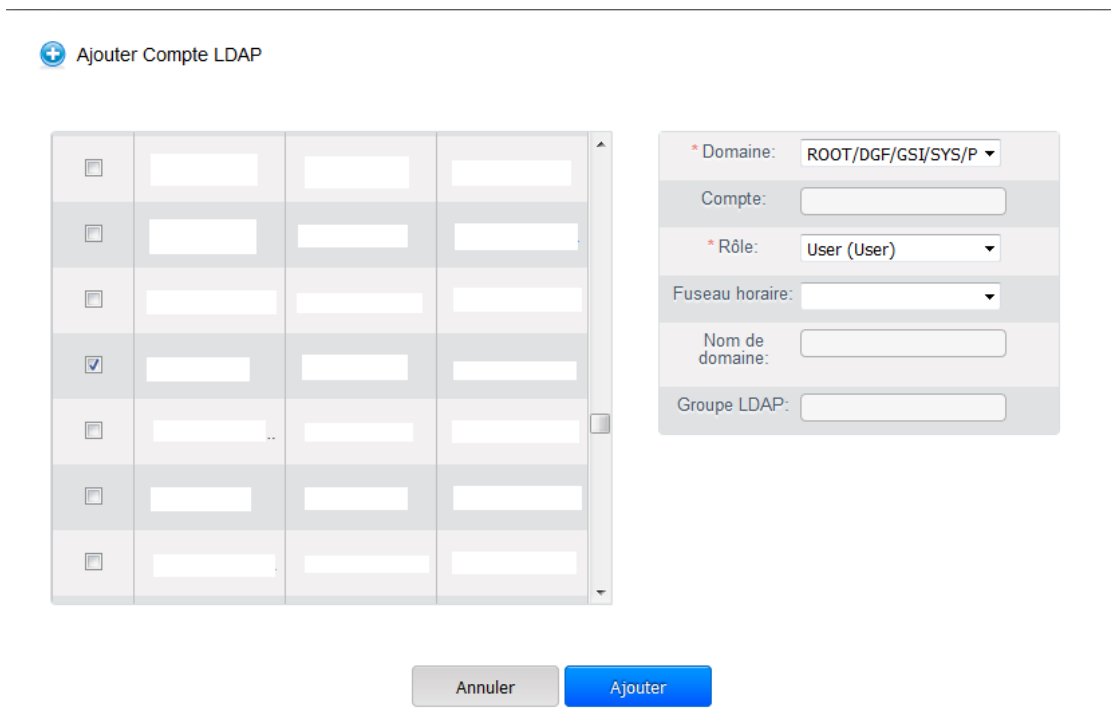 Ajouter Compte LDAP
* Domaine:
ROOT/DGF/GSI/SYS/P
Compte:
* Rôle:
User (User)
Fuseau horaire:
Nom de
domaine:
Groupe LDAP:
..
Annuler
Ajouter